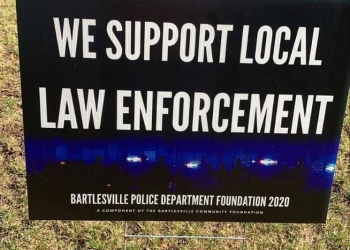 WE SUPPORT LOCAL
LAW ENFORCEMENT
BARTLESVILLE POLICE DEPARTMENT FOUNDATION 2020
A COMPONENT OF THE BARTLESVILLE COMMUNITY FOUNDATION